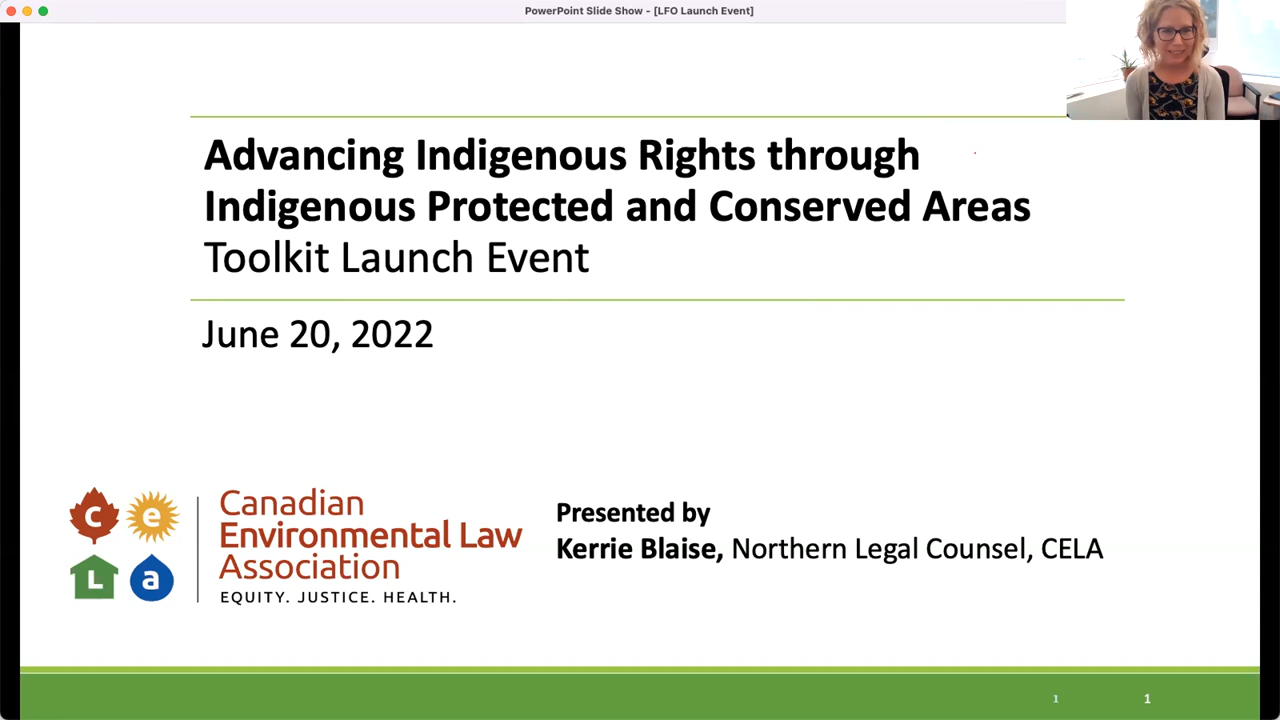 PowerPoint Slide Show - [LFO Launch Event]
Advancing Indigenous Rights through
Indigenous Protected and Conserved Areas
Toolkit Launch Event
June 20, 2022
c e
L a
Canadian
Environmental Law
Association
EQUITY. JUSTICE. HEALTH.
Presented by
Kerrie Blaise, Northern Legal Counsel, CELA
1 1